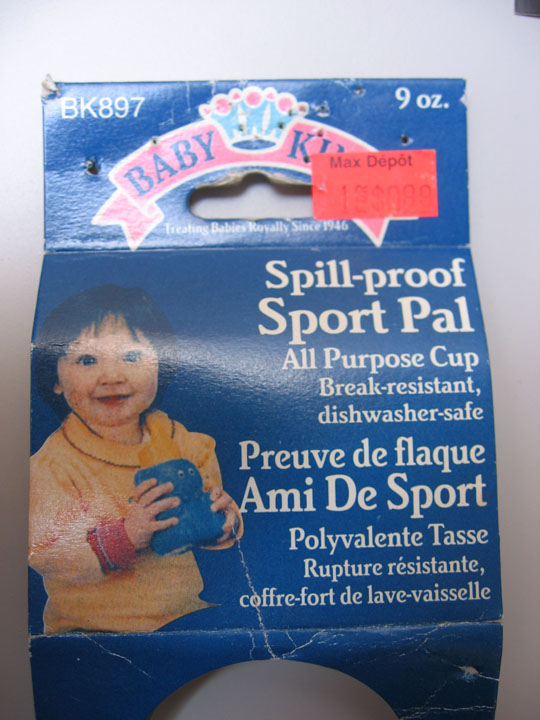 BK897
9 oz.
BABY
Max Dépôt
Treating Babies Royally Since 1946
Spill-proof
Sport Pal
All Purpose Cup
Break-resistant,
dishwasher-safe
Preuve de flaque
Ami De Sport
Polyvalente Tasse
Rupture résistante,
coffre-fort de lave-vaisselle